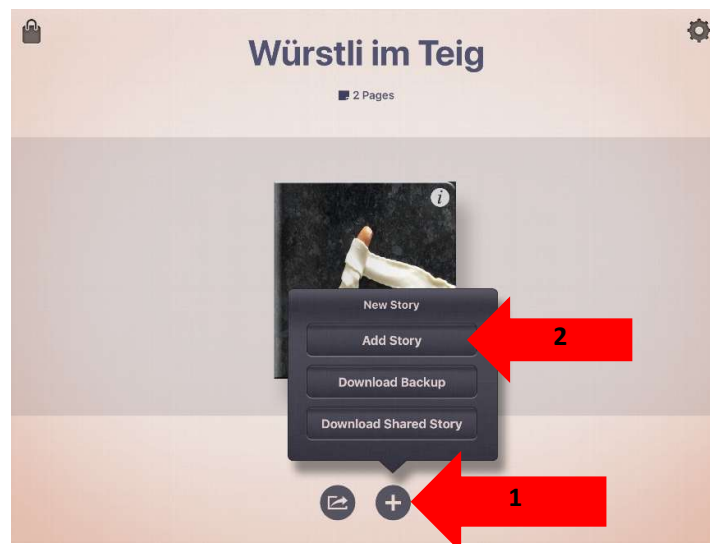 Würstli im Teig
2 Pages
i
New Story
Add Story
2
Download Backup
Download Shared Story
1